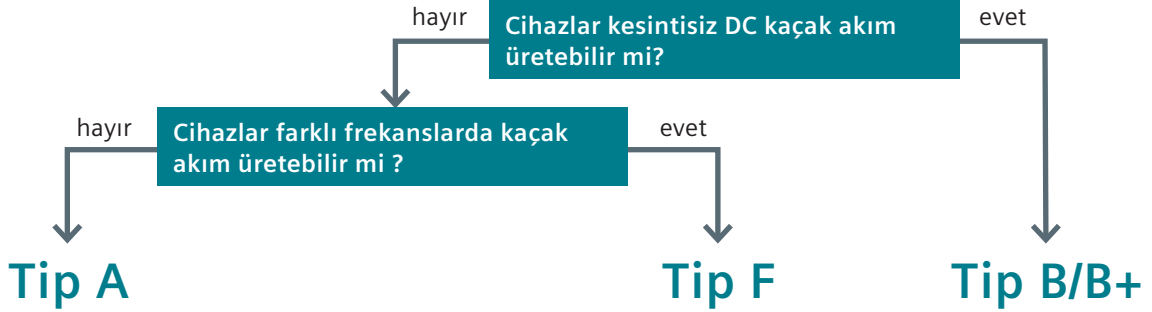 hayır
Cihazlar kesintisiz DC kaçak akım
üretebilir mi?
evet
hayır
Cihazlar farklı frekanslarda kaçak
akım üretebilir mi ?
evet
Tip A
Tip F
Tip B/B+